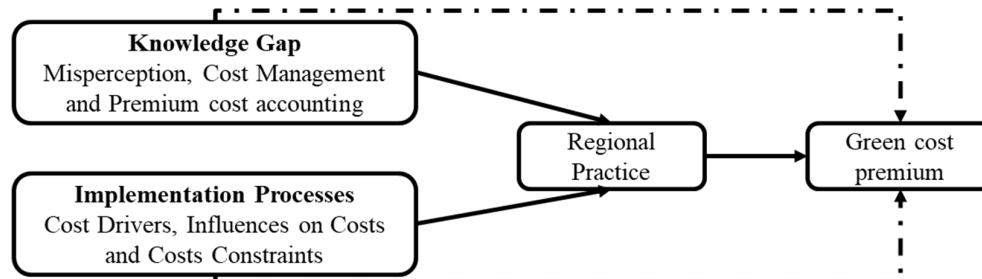 Knowledge Gap
Misperception, Cost Management
and Premium cost accounting
Regional
Practice
Green cost
premium
Implementation Processes
Cost Drivers, Influences on Costs
and Costs Constraints